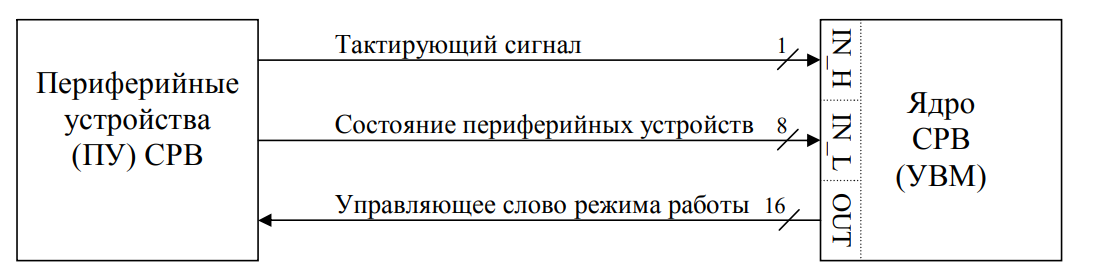 Периферийные
устройства
(ПУ) СРВ
Тактирующий сигнал 1
Состояние периферийных устройств 8
Управляющее слово режима работы 16
IN_H
IN_L
OUT
Ядро
СРВ
(УВМ)